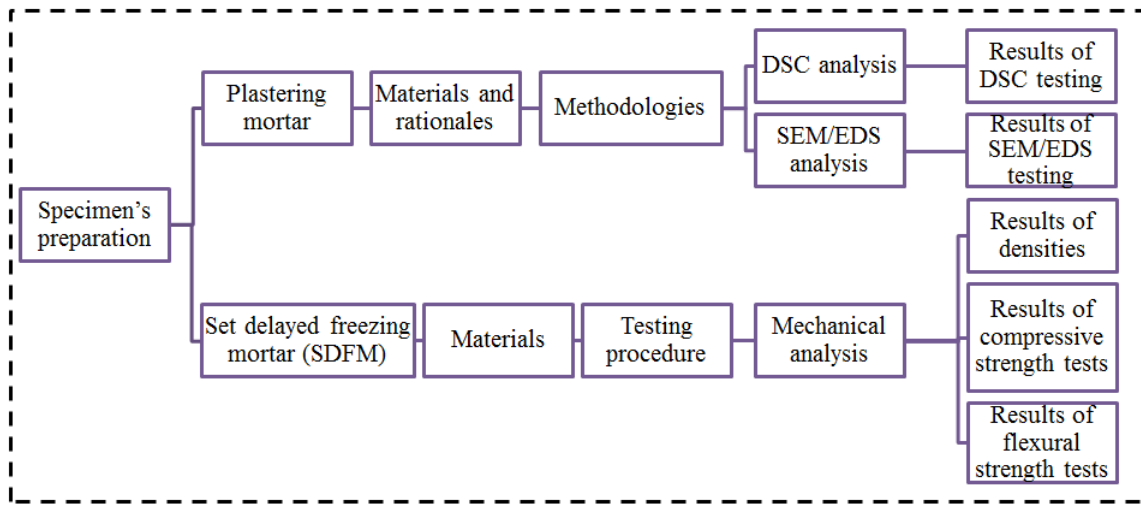 Specimen's
preparation
Plastering
mortar
Materials and
rationales
Methodologies
DSC analysis
Results of
DSC testing
SEM/EDS
analysis
Results of
SEM/EDS
testing
Set delayed freezing
mortar (SDFM)
Materials
Testing
procedure
Mechanical
analysis
Results of
densities
Results of
compressive
strength tests
Results of
flexural
strength tests